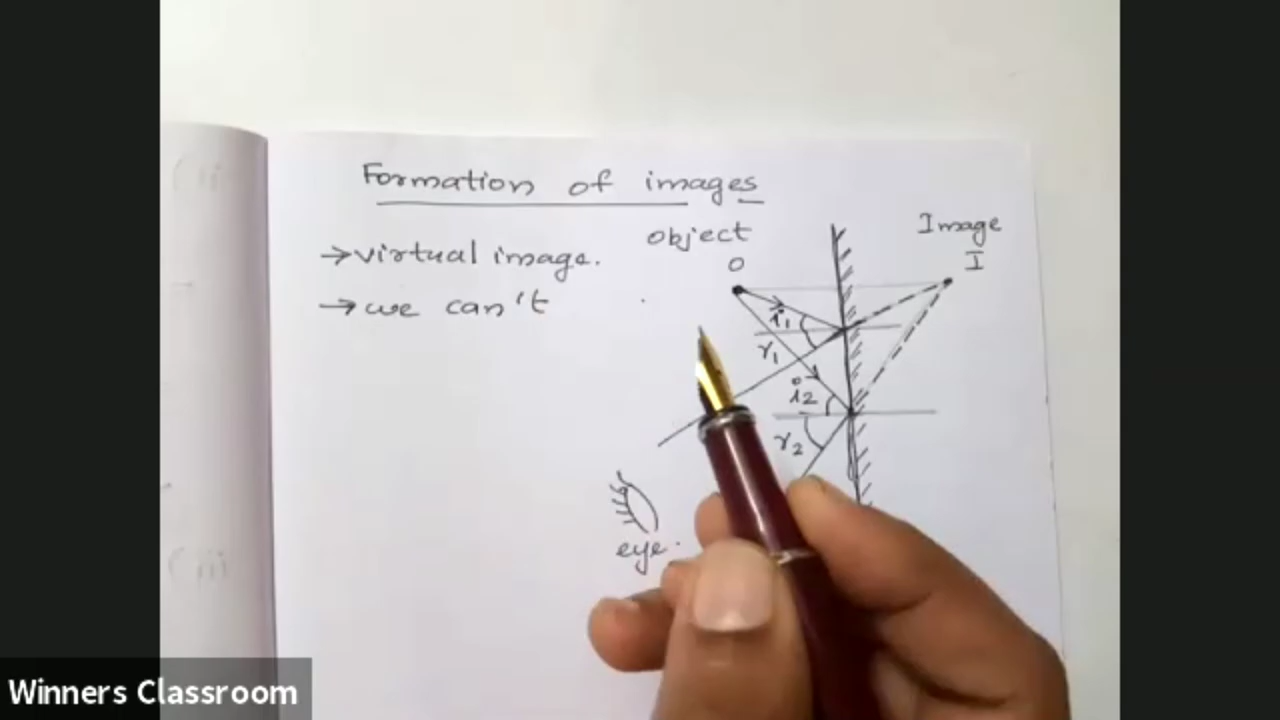 Formation of images
object
Image
O
I
→ virtual image.
→ we can't
i₁
r₁
i₂
r₂
eye.
Winners Classroom